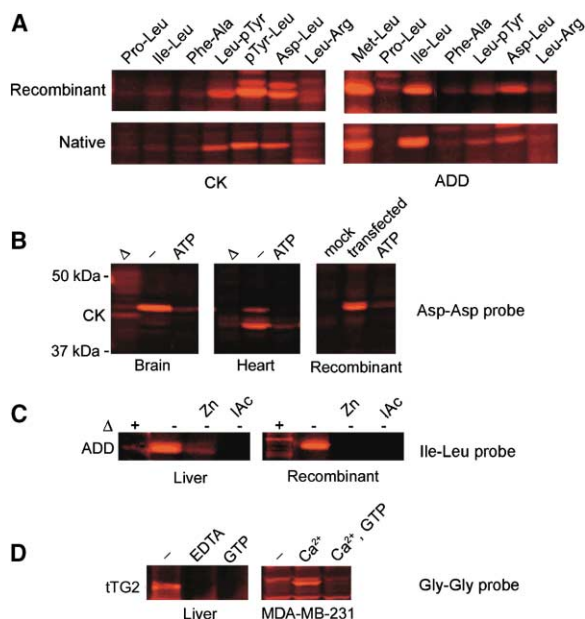 A
Pro-Leu Ile-Leu Phe-Ala Leu-pTyr pTyr-Leu Asp-Leu Leu-Arg Met-Leu Pro-Leu Ile-Leu Phe-Ala Leu-pTyr Asp-Leu Leu-Arg
Recombinant
Native
CK ADD
B
Δ – ATP Δ – ATP mock transfected ATP
50 kDa
CK Asp-Asp probe
37 kDa
Brain Heart Recombinant
C
Zn IAc Zn IAc
Δ + - - - + - - -
ADD Ile-Leu probe
Liver Recombinant
D
– EDTA GTP – Ca²⁺ Ca²⁺, GTP
tTG2 Gly-Gly probe
Liver MDA-MB-231